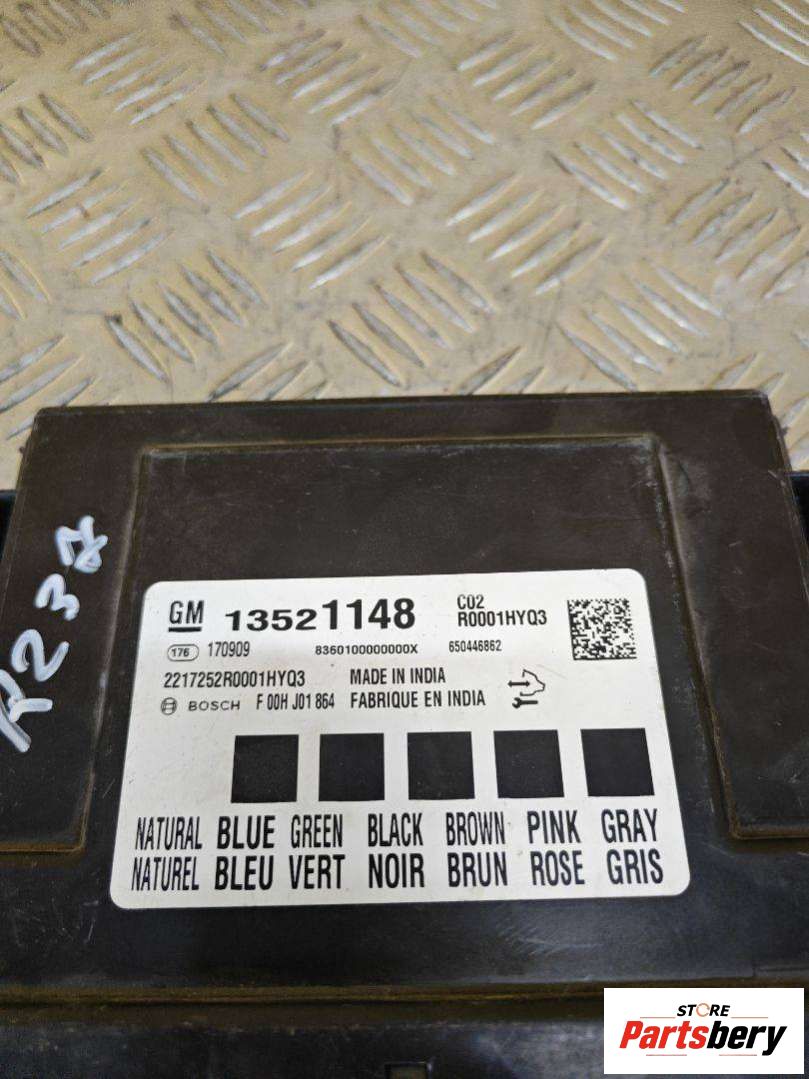 R237
GM 13521148 C02
R0001HYQ3
176 170909 8360100000000X 650446862
2217252R0001HYQ3 MADE IN INDIA
BOSCH F 00H J01 864 FABRIQUE EN INDIA
NATURAL BLUE GREEN BLACK BROWN PINK GRAY
NATUREL BLEU VERT NOIR BRUN ROSE GRIS
STORE
Partsbery